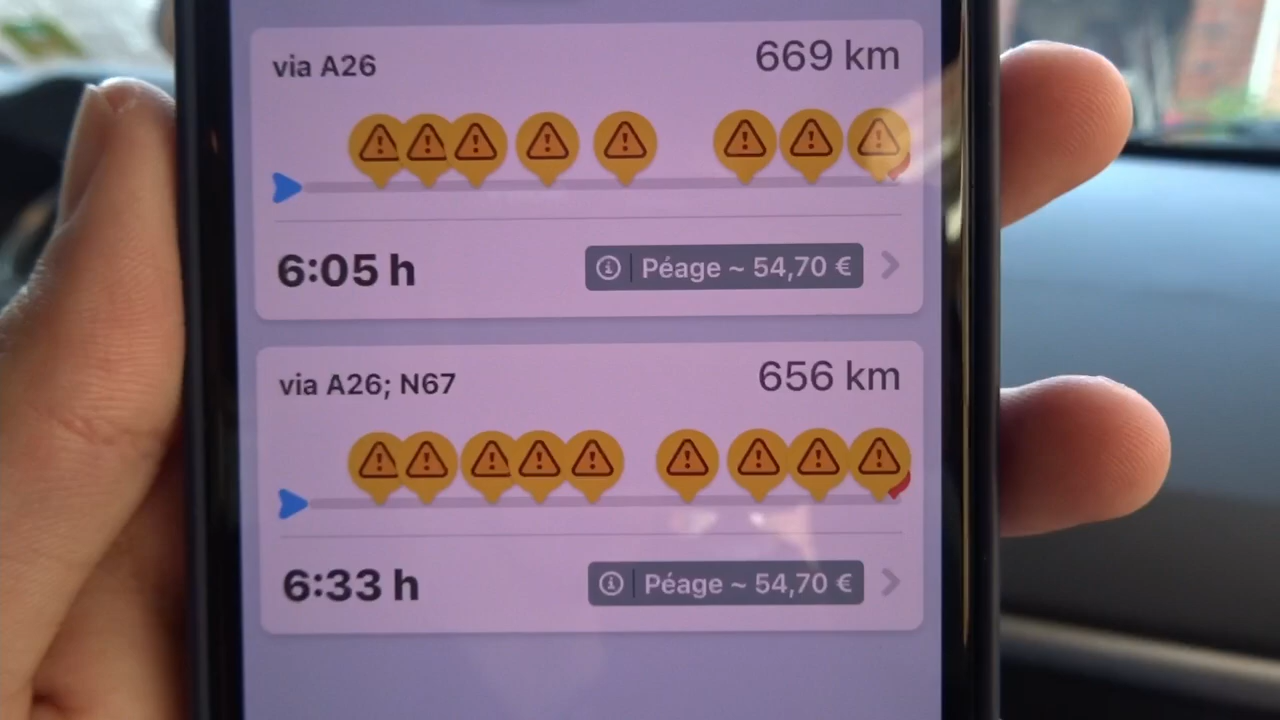 via A26
669 km
6:05 h
Péage ~ 54,70 €
via A26; N67
656 km
6:33 h
Péage ~ 54,70 €